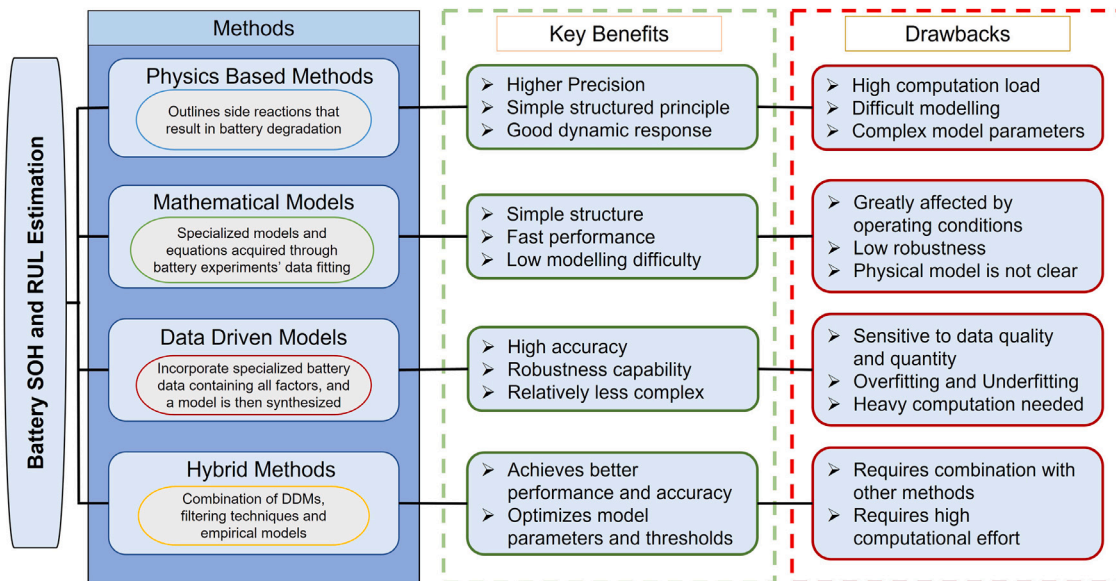 Battery SOH and RUL Estimation
Methods
Key Benefits
Drawbacks
Physics Based Methods
Outlines side reactions that
result in battery degradation
➢ Higher Precision
➢ Simple structured principle
➢ Good dynamic response
➢ High computation load
➢ Difficult modelling
➢ Complex model parameters
Mathematical Models
Specialized models and
equations acquired through
battery experiments' data fitting
➢ Simple structure
➢ Fast performance
➢ Low modelling difficulty
➢ Greatly affected by
operating conditions
➢ Low robustness
➢ Physical model is not clear
Data Driven Models
Incorporate specialized battery
data containing all factors, and
a model is then synthesized
➢ High accuracy
➢ Robustness capability
➢ Relatively less complex
➢ Sensitive to data quality
and quantity
➢ Overfitting and Underfitting
➢ Heavy computation needed
Hybrid Methods
Combination of DDMs,
filtering techniques and
empirical models
➢ Achieves better
performance and accuracy
➢ Optimizes model
parameters and thresholds
➢ Requires combination with
other methods
➢ Requires high
computational effort